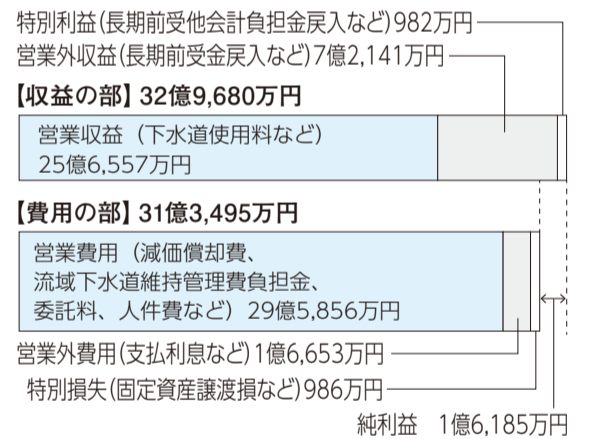 特別利益(長期前受他会計負担金戻入など)982万円
営業外収益(長期前受金戻入など)7億2,141万円
【収益の部】32億9,680万円
営業収益（下水道使用料など）
25億6,557万円
【費用の部】31億3,495万円
営業費用（減価償却費、
流域下水道維持管理費負担金、
委託料、人件費など）29億5,856万円
営業外費用(支払利息など)1億6,653万円
特別損失(固定資産譲渡損など)986万円
純利益　1億6,185万円